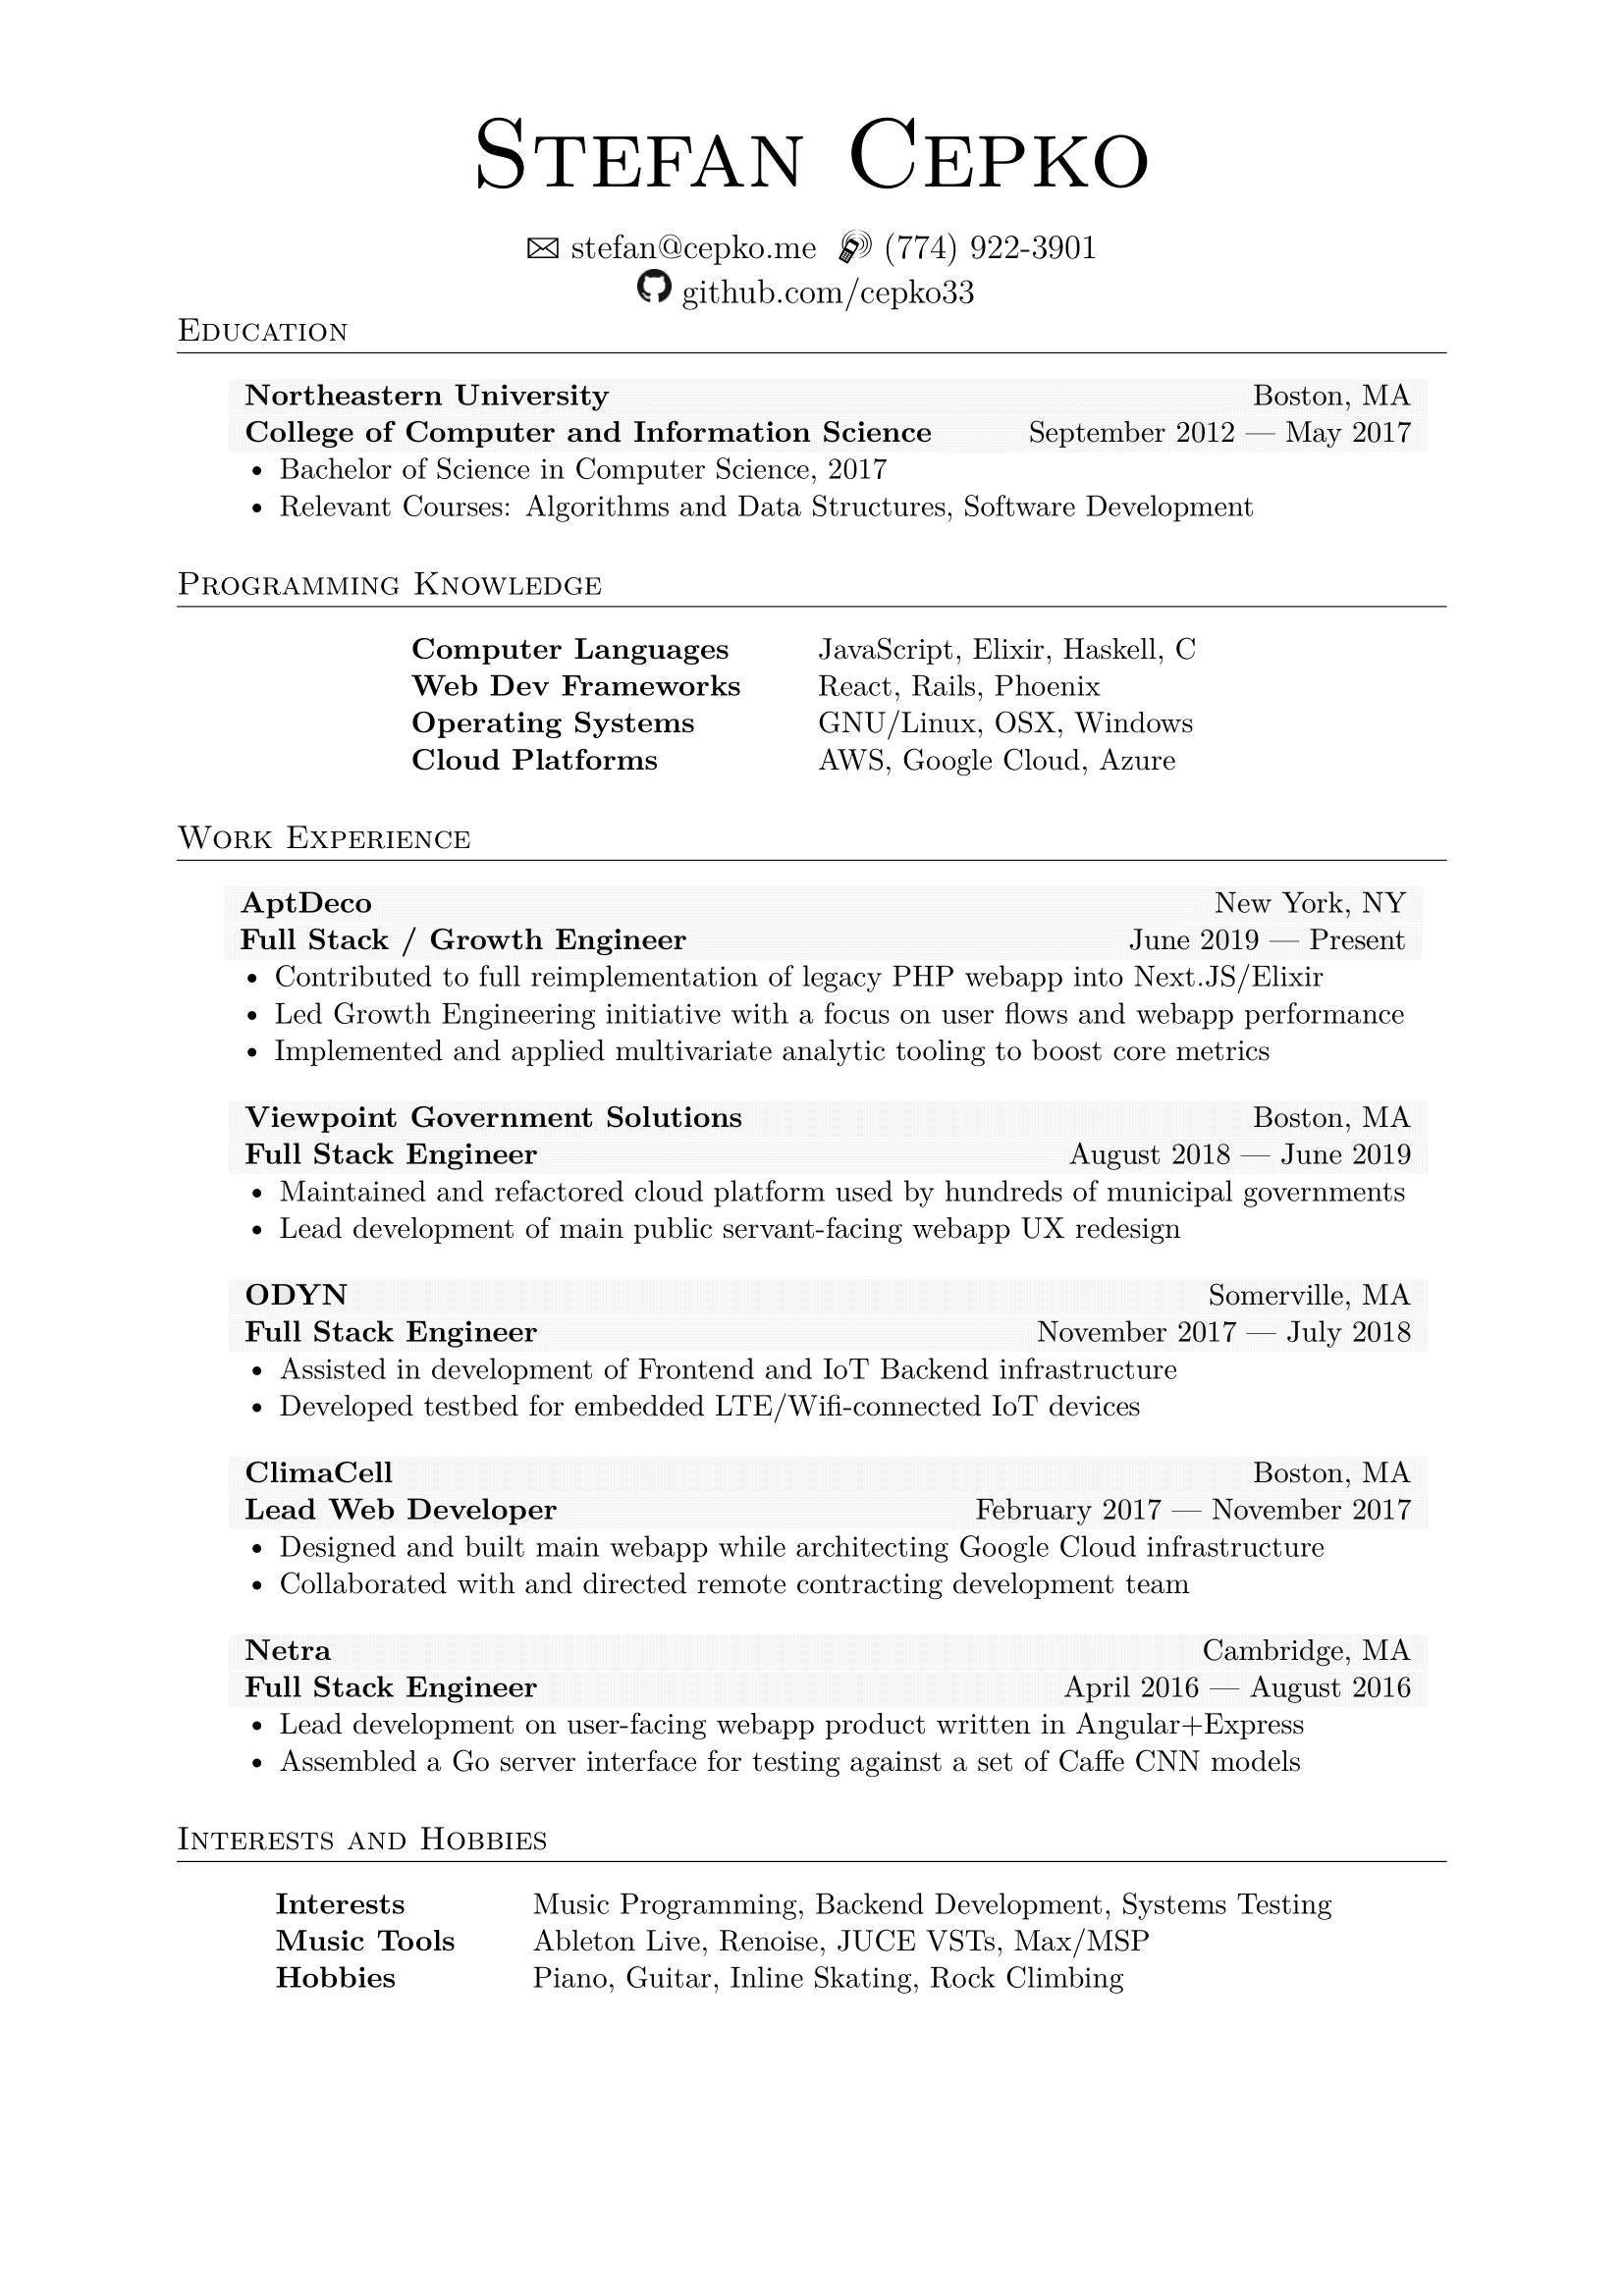 Stefan Cepko
stefan@cepko.me (774) 922-3901
github.com/cepko33
Education
Northeastern University Boston, MA
College of Computer and Information Science September 2012 — May 2017
• Bachelor of Science in Computer Science, 2017
• Relevant Courses: Algorithms and Data Structures, Software Development
Programming Knowledge
Computer Languages JavaScript, Elixir, Haskell, C
Web Dev Frameworks React, Rails, Phoenix
Operating Systems GNU/Linux, OSX, Windows
Cloud Platforms AWS, Google Cloud, Azure
Work Experience
AptDeco New York, NY
Full Stack / Growth Engineer June 2019 — Present
• Contributed to full reimplementation of legacy PHP webapp into Next.JS/Elixir
• Led Growth Engineering initiative with a focus on user flows and webapp performance
• Implemented and applied multivariate analytic tooling to boost core metrics
Viewpoint Government Solutions Boston, MA
Full Stack Engineer August 2018 — June 2019
• Maintained and refactored cloud platform used by hundreds of municipal governments
• Lead development of main public servant-facing webapp UX redesign
ODYN Somerville, MA
Full Stack Engineer November 2017 — July 2018
• Assisted in development of Frontend and IoT Backend infrastructure
• Developed testbed for embedded LTE/Wifi-connected IoT devices
ClimaCell Boston, MA
Lead Web Developer February 2017 — November 2017
• Designed and built main webapp while architecting Google Cloud infrastructure
• Collaborated with and directed remote contracting development team
Netra Cambridge, MA
Full Stack Engineer April 2016 — August 2016
• Lead development on user-facing webapp product written in Angular+Express
• Assembled a Go server interface for testing against a set of Caffe CNN models
Interests and Hobbies
Interests Music Programming, Backend Development, Systems Testing
Music Tools Ableton Live, Renoise, JUCE VSTs, Max/MSP
Hobbies Piano, Guitar, Inline Skating, Rock Climbing